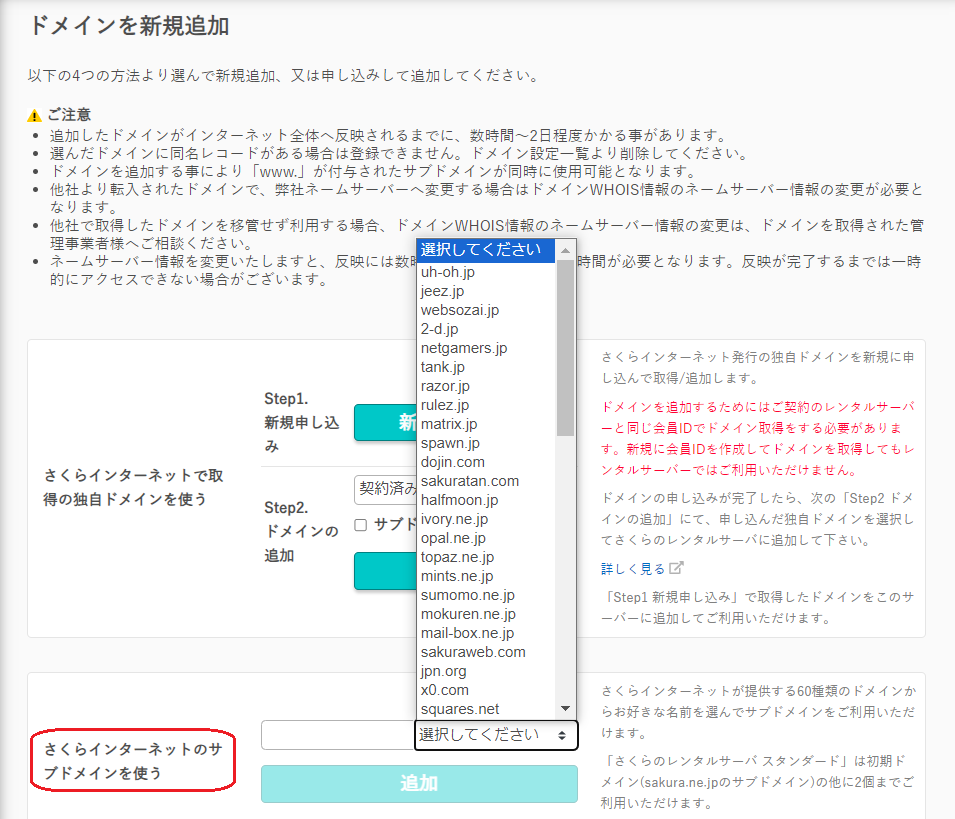 ドメインを新規追加
以下の4つの方法より選んで新規追加、又は申し込みして追加してください。
ご注意
追加したドメインがインターネット全体へ反映されるまでに、数時間～2日程度かかる事があります。
選んだドメインに同名レコードがある場合は登録できません。ドメイン設定一覧より削除してください。
ドメインを追加する事により「www.」が付与されたサブドメインが同時に使用可能となります。
他社より転入されたドメインで、弊社ネームサーバーへ変更する場合はドメインWHOIS情報のネームサーバー情報の変更が必要と
なります。
他社で取得したドメインを移管せず利用する場合、ドメインWHOIS情報のネームサーバー情報の変更は、ドメインを取得された管
理事業者様へご相談ください。
ネームサーバー情報を変更いたしますと、反映には数時 時間が必要となります。反映が完了するまでは一時
的にアクセスできない場合がございます。
さくらインターネットで取
得の独自ドメインを使う
Step1.
新規申し込
み
新
Step2.
ドメインの
追加
契約済み
サブド
さくらインターネット発行の独自ドメインを新規に申
し込んで取得/追加します。
ドメインを追加するためにはご契約のレンタルサーバ
ーと同じ会員IDでドメイン取得をする必要がありま
す。新規に会員IDを作成してドメインを取得してもレ
ンタルサーバーではご利用いただけません。
ドメインの申し込みが完了したら、次の「Step2 ドメ
インの追加」にて、申し込んだ独自ドメインを選択し
てさくらのレンタルサーバに追加して下さい。
詳しく見る
「Step1 新規申し込み」で取得したドメインをこのサ
ーバーに追加してご利用いただけます。
選択してください
uh-oh.jp
jeez.jp
websozai.jp
2-d.jp
netgamers.jp
tank.jp
razor.jp
rulez.jp
matrix.jp
spawn.jp
dojin.com
sakuratan.com
halfmoon.jp
ivory.ne.jp
opal.ne.jp
topaz.ne.jp
mints.ne.jp
sumomo.ne.jp
mokuren.ne.jp
mail-box.ne.jp
sakuraweb.com
jpn.org
x0.com
squares.net
さくらインターネットのサ
ブドメインを使う
選択してください
追加
さくらインターネットが提供する60種類のドメインか
らお好きな名前を選んでサブドメインをご利用いただ
けます。
「さくらのレンタルサーバ スタンダード」は初期ド
メイン(sakura.ne.jpのサブドメイン)の他に2個までご
利用いただけます。